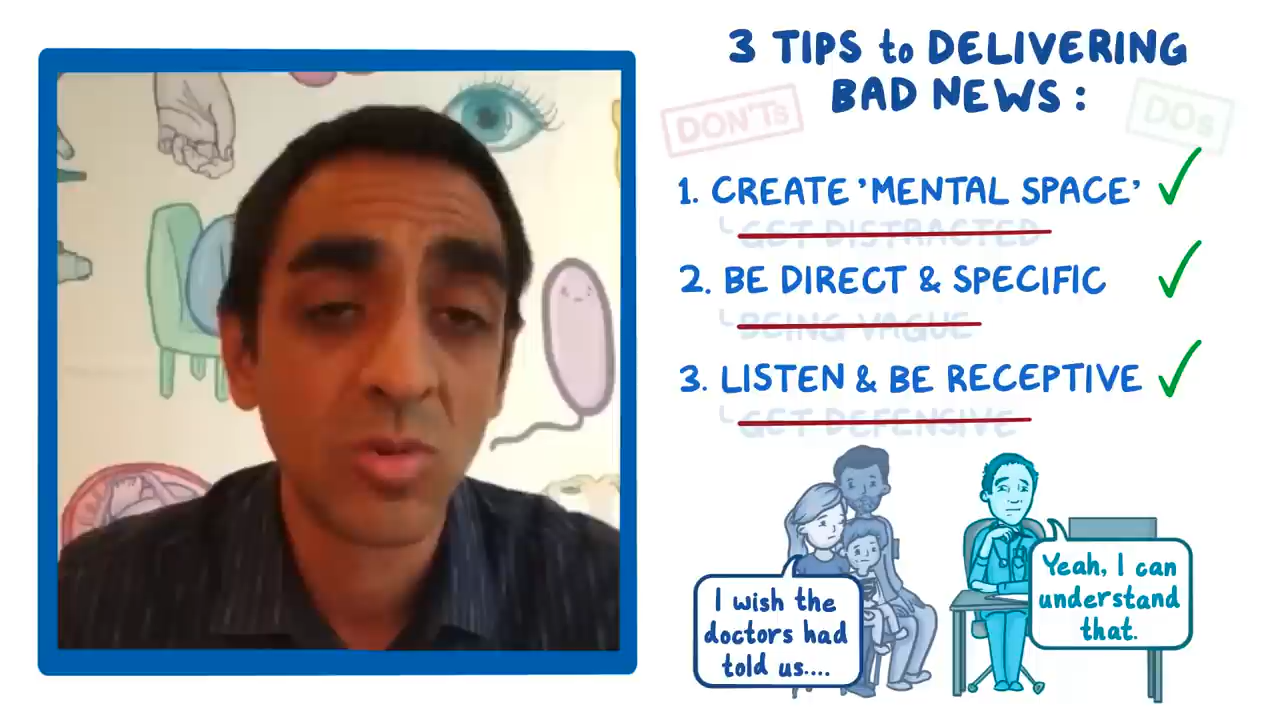 3 TIPS to DELIVERING
BAD NEWS :
DON'Ts
DOs
1. CREATE 'MENTAL SPACE'
GET DISTRACTED
2. BE DIRECT & SPECIFIC
BEING VAGUE
3. LISTEN & BE RECEPTIVE
GET DEFENSIVE
I wish the
doctors had
told us....
Yeah, I can
understand
that.